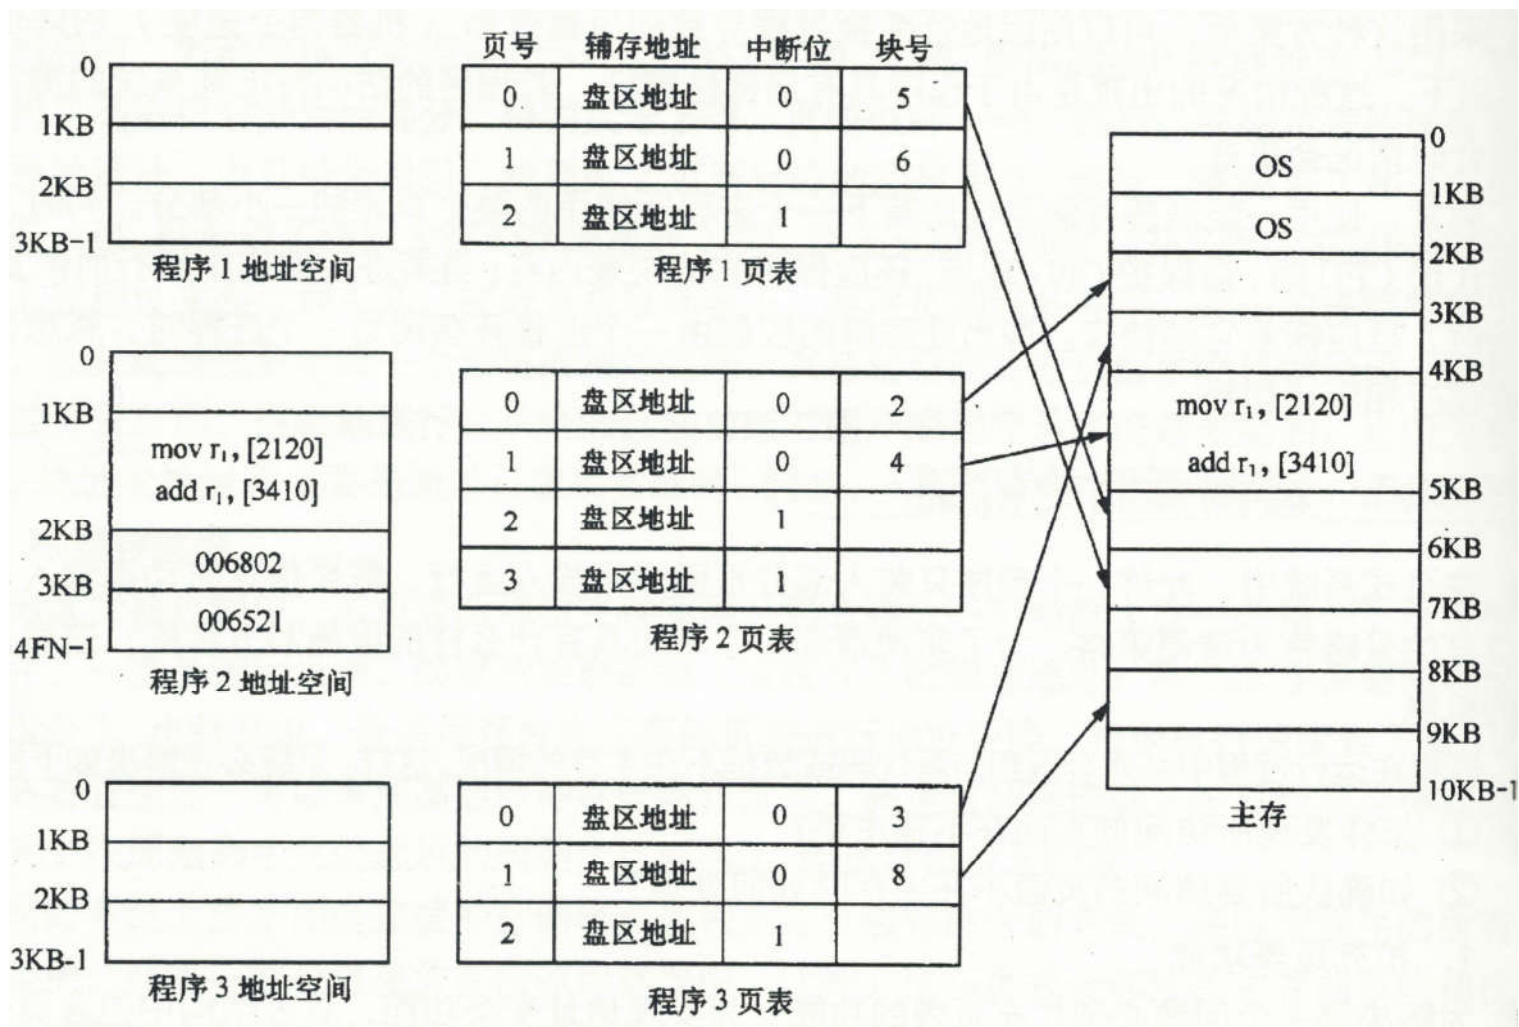 页号 辅存地址 中断位 块号
0
1KB
2KB
3KB-1
程序1地址空间
0 盘区地址 0 5
1 盘区地址 0 6
2 盘区地址 1
程序1页表
0
1KB
mov r₁, [2120]
add r₁, [3410]
2KB
006802
3KB
006521
4FN-1
程序2地址空间
0 盘区地址 0 2
1 盘区地址 0 4
2 盘区地址 1
3 盘区地址 1
程序2页表
0
1KB
2KB
3KB-1
程序3地址空间
0 盘区地址 0 3
1 盘区地址 0 8
2 盘区地址 1
程序3页表
0
OS
1KB
OS
2KB
3KB
4KB
mov r₁, [2120]
add r₁, [3410]
5KB
6KB
7KB
8KB
9KB
10KB-1
主存